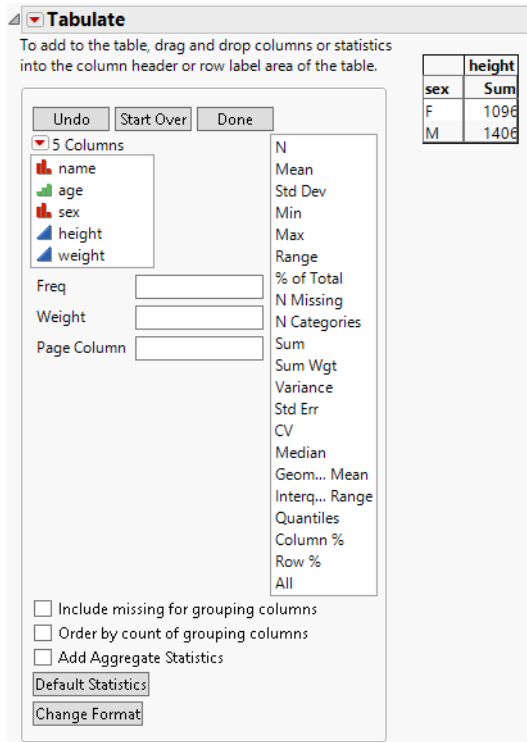 Tabulate
To add to the table, drag and drop columns or statistics
into the column header or row label area of the table.
Undo Start Over Done
5 Columns
name
age
sex
height
weight
Freq
Weight
Page Column
N
Mean
Std Dev
Min
Max
Range
% of Total
N Missing
N Categories
Sum
Sum Wgt
Variance
Std Err
CV
Median
Geom... Mean
Interq... Range
Quantiles
Column %
Row %
All
Include missing for grouping columns
Order by count of grouping columns
Add Aggregate Statistics
Default Statistics
Change Format
height
sex Sum
F 1096
M 1406